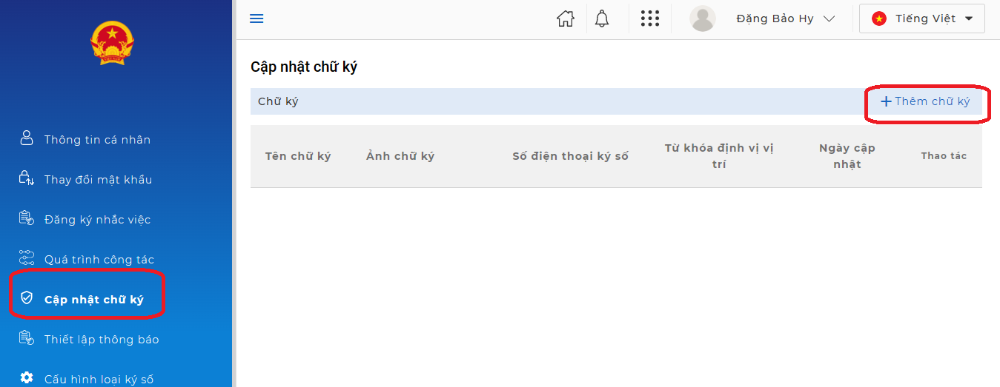 Đặng Bảo Hy
Tiếng Việt
Thông tin cá nhân
Thay đổi mật khẩu
Đăng ký nhắc việc
Quá trình công tác
Cập nhật chữ ký
Thiết lập thông báo
Cấu hình loại ký số
Cập nhật chữ ký
Chữ ký
+ Thêm chữ ký
Tên chữ ký
Ảnh chữ ký
Số điện thoại ký số
Từ khóa định vị vị
trí
Ngày cập
nhật
Thao tác